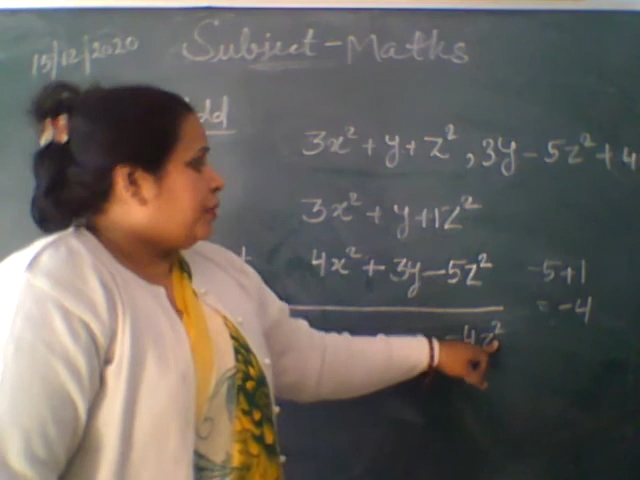 15/12/2020 Subject-Maths
Add
3x² + y + z², 3y - 5z² + 4
3x² + y + 1z²
+ 4x² + 3y - 5z²
-5+1
= -4
-4z²